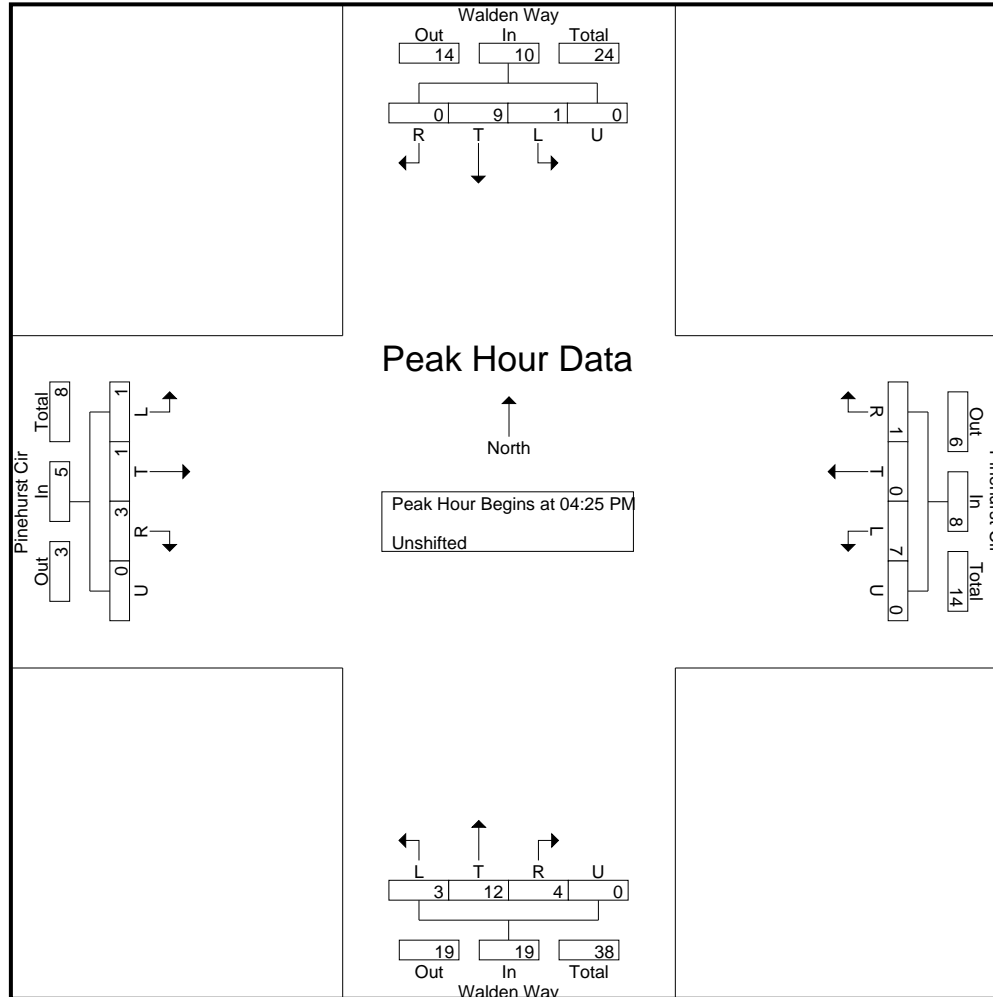 Walden Way
Out In Total
14 10 24
0 9 1 0
R T L U
Peak Hour Data
North
Peak Hour Begins at 04:25 PM
Unshifted
Pinehurst Cir
Total In Out
8 5 3
1 1 3 0
L T R U
Out In Total
6 8 14
R T L U
1 0 7 0
L T R U
3 12 4 0
19 19 38
Out In Total
Walden Way